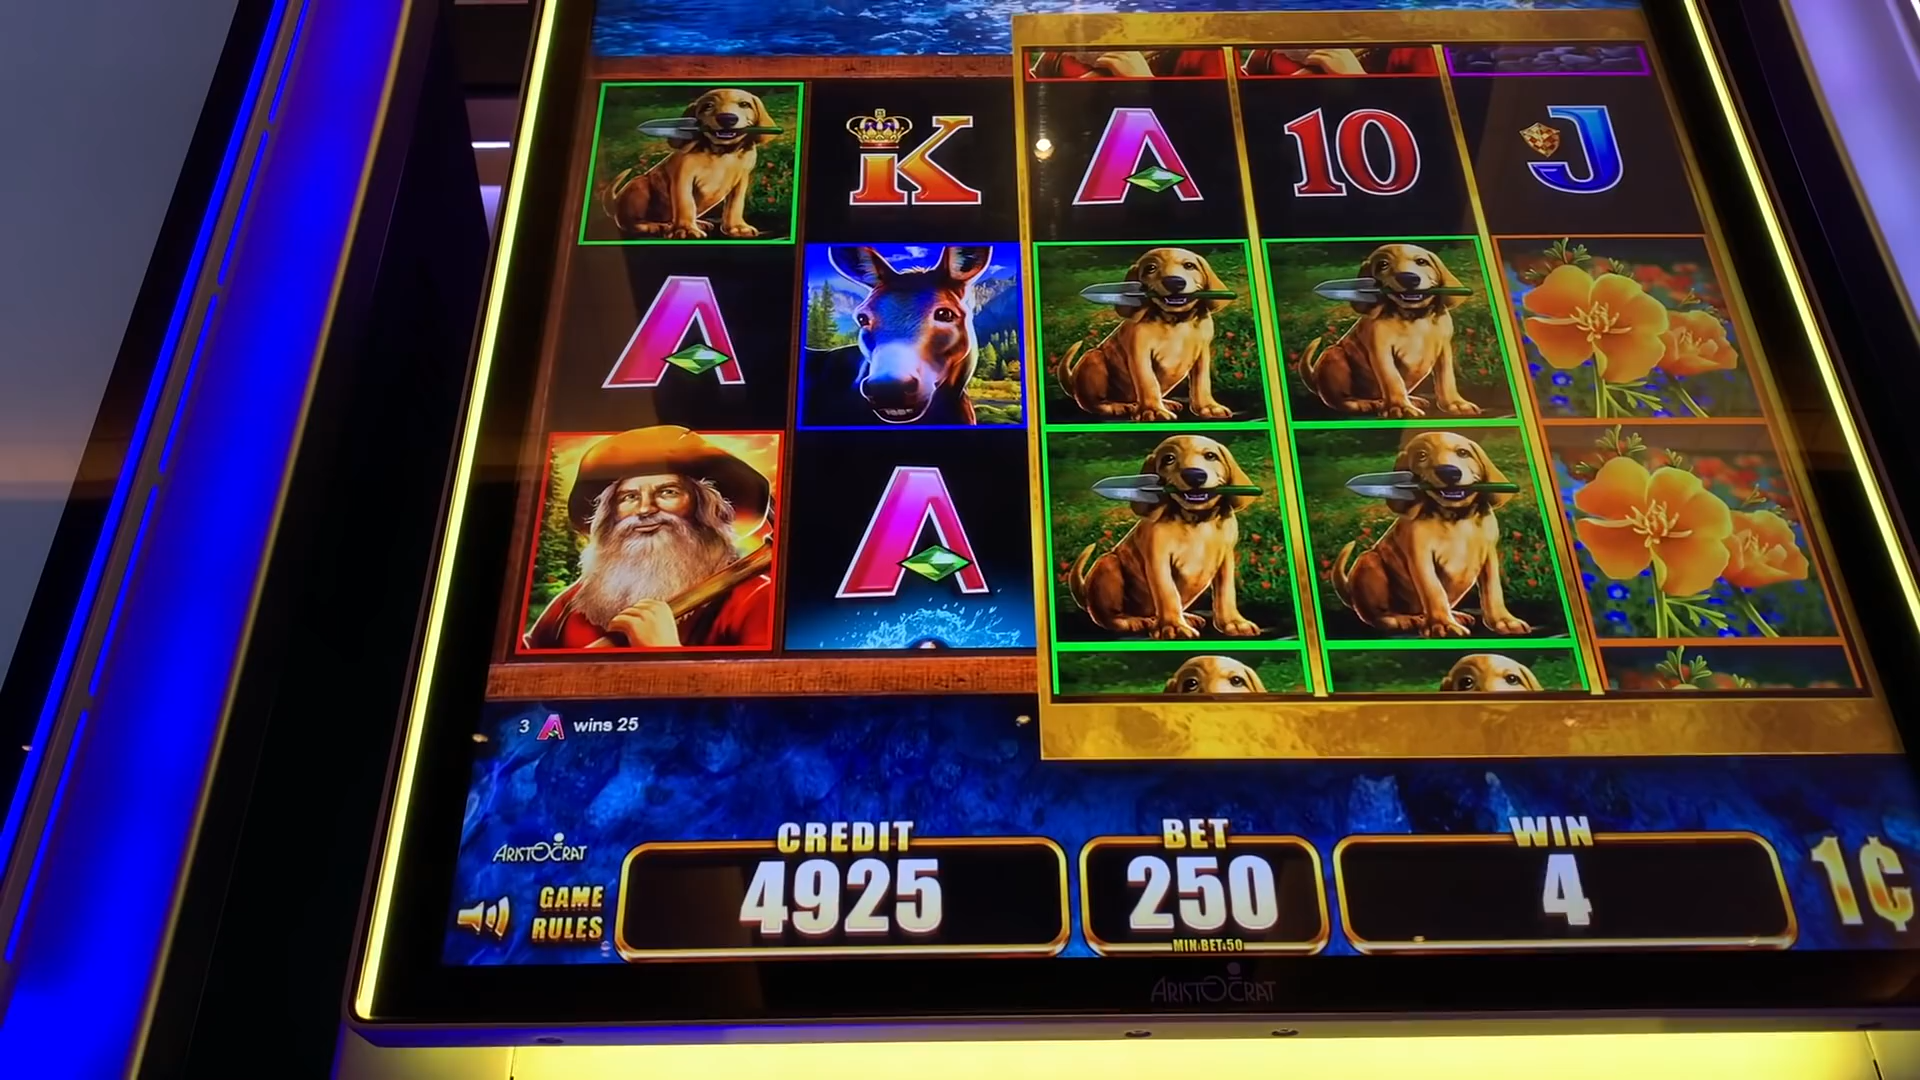 K A 10 J
A
A
3 A wins 25
ARISTOCRAT
GAME
RULES
CREDIT
4925
BET
250
MIN BET 50
WIN
4
1¢
ARISTOCRAT